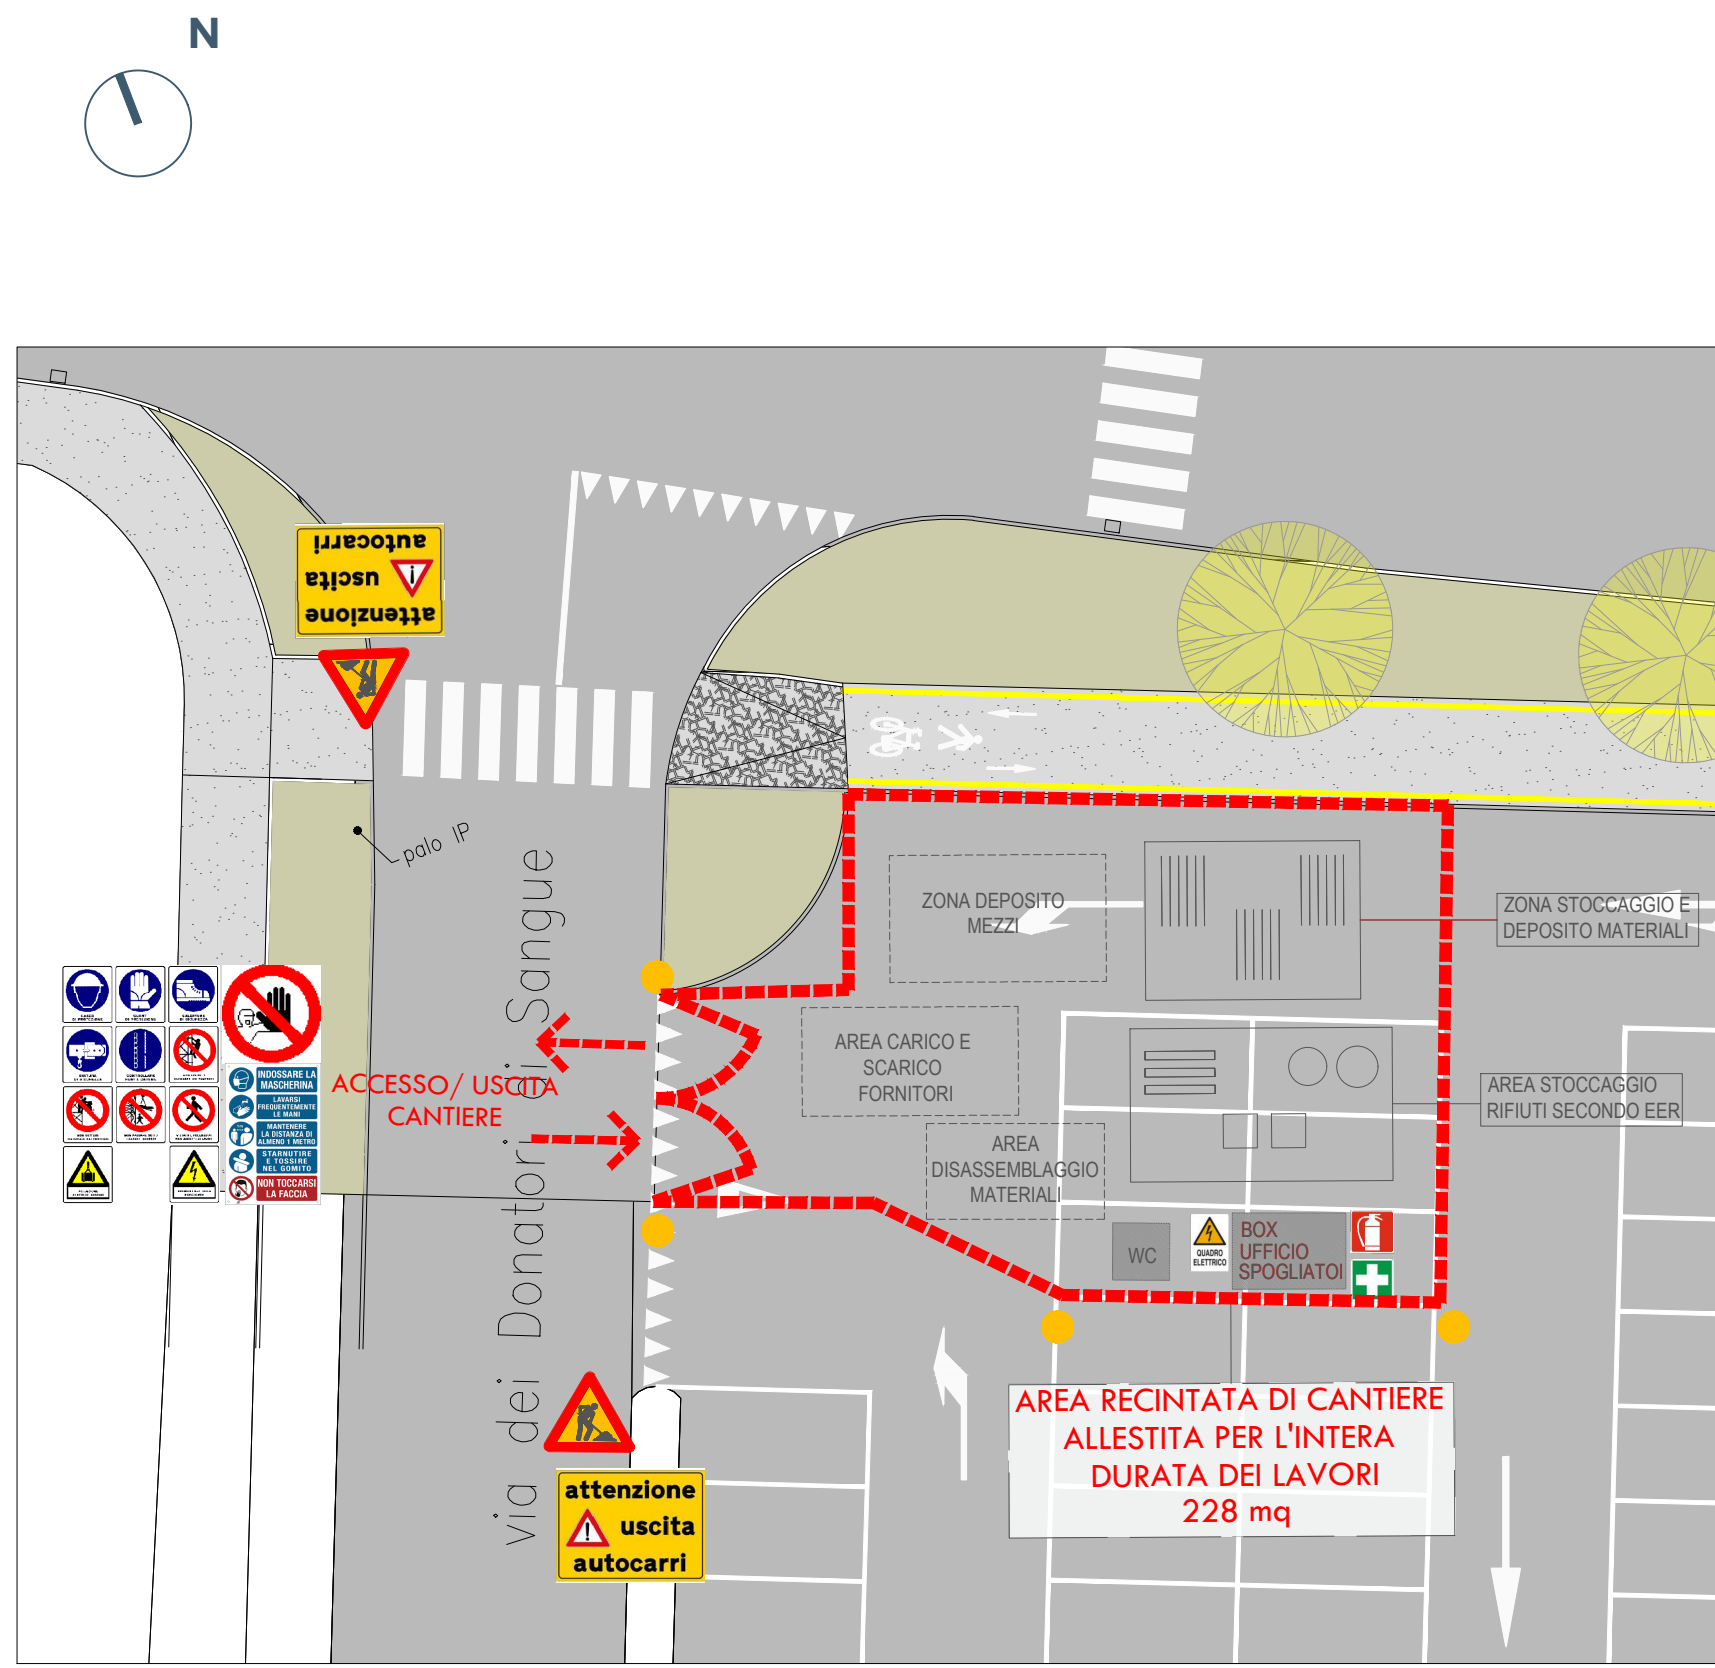 N
attenzione
uscita
autocarri
palo IP
via dei Donatori di Sangue
ZONA DEPOSITO
MEZZI
ZONA STOCCAGGIO E
DEPOSITO MATERIALI
AREA CARICO E
SCARICO
FORNITORI
AREA STOCCAGGIO
RIFIUTI SECONDO EER
ACCESSO/ USCITA
CANTIERE
INDOSSARE LA
MASCHERINA
LAVARSI
FREQUENTEMENTE
LE MANI
MANTENERE
LA DISTANZA DI
ALMENO 1 METRO
STARNUTIRE
E TOSSIRE
NEL GOMITO
NON TOCCARSI
LA FACCIA
AREA
DISASSEMBLAGGIO
MATERIALI
WC
QUADRO
ELETTRICO
BOX
UFFICIO
SPOGLIATOI
AREA RECINTATA DI CANTIERE
ALLESTITA PER L'INTERA
DURATA DEI LAVORI
228 mq
attenzione
uscita
autocarri